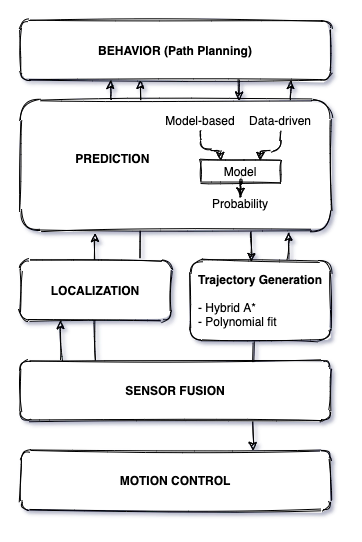 BEHAVIOR (Path Planning)
Model-based
Data-driven
PREDICTION
Model
Probability
LOCALIZATION
Trajectory Generation
- Hybrid A*
- Polynomial fit
SENSOR FUSION
MOTION CONTROL